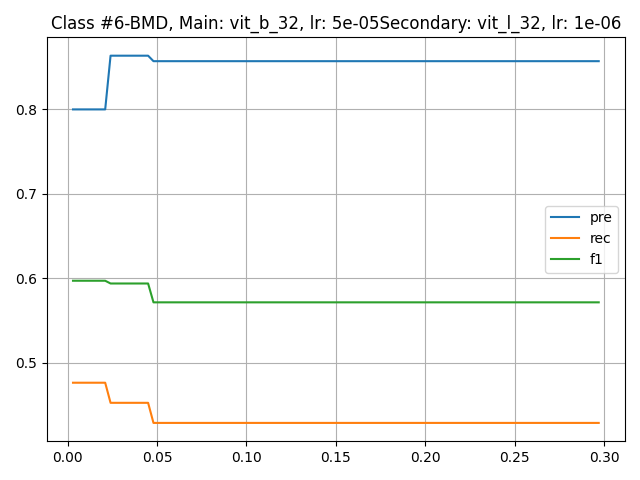 Class #6-BMD, Main: vit_b_32, lr: 5e-05Secondary: vit_l_32, lr: 1e-06
0.8
0.7
0.6
0.5
pre
rec
f1
0.00 0.05 0.10 0.15 0.20 0.25 0.30